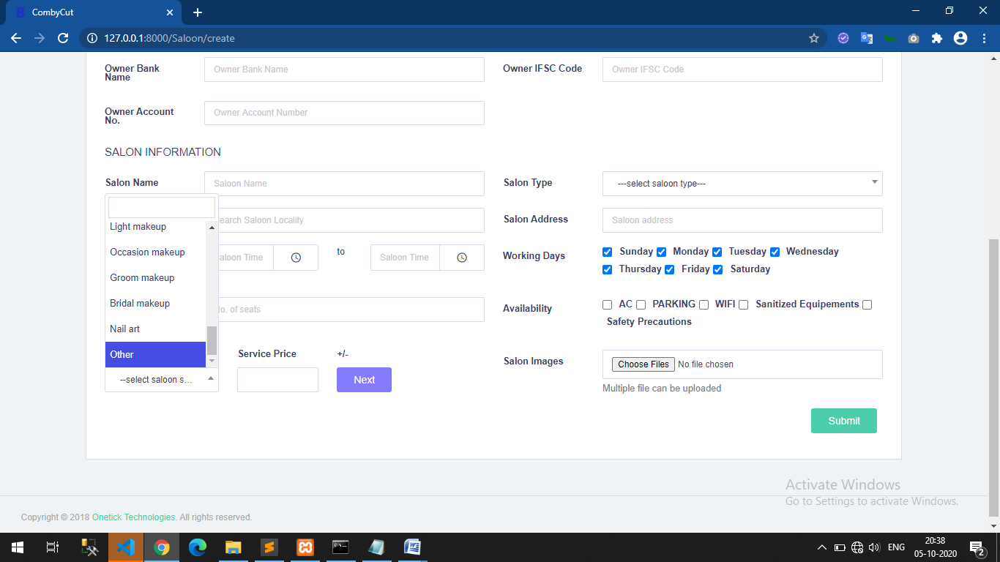 CombyCut
127.0.0.1:8000/Saloon/create
Owner Bank Name
Owner Bank Name
Owner IFSC Code
Owner IFSC Code
Owner Account No.
Owner Account Number
SALON INFORMATION
Salon Name
Saloon Name
Salon Type
---select saloon type---
earch Saloon Locality
Salon Address
Saloon address
Light makeup
Occasion makeup
Groom makeup
Bridal makeup
Nail art
Other
--select saloon s...
aloon Time
to
Saloon Time
Working Days
Sunday Monday Tuesday Wednesday
Thursday Friday Saturday
o. of seats
Availability
AC PARKING WIFI Sanitized Equipements
Safety Precautions
Service Price
+/-
Next
Salon Images
Choose Files No file chosen
Multiple file can be uploaded
Submit
Activate Windows
Go to Settings to activate Windows.
Copyright © 2018 Onetick Technologies. All rights reserved.
ENG
20:38
05-10-2020
2